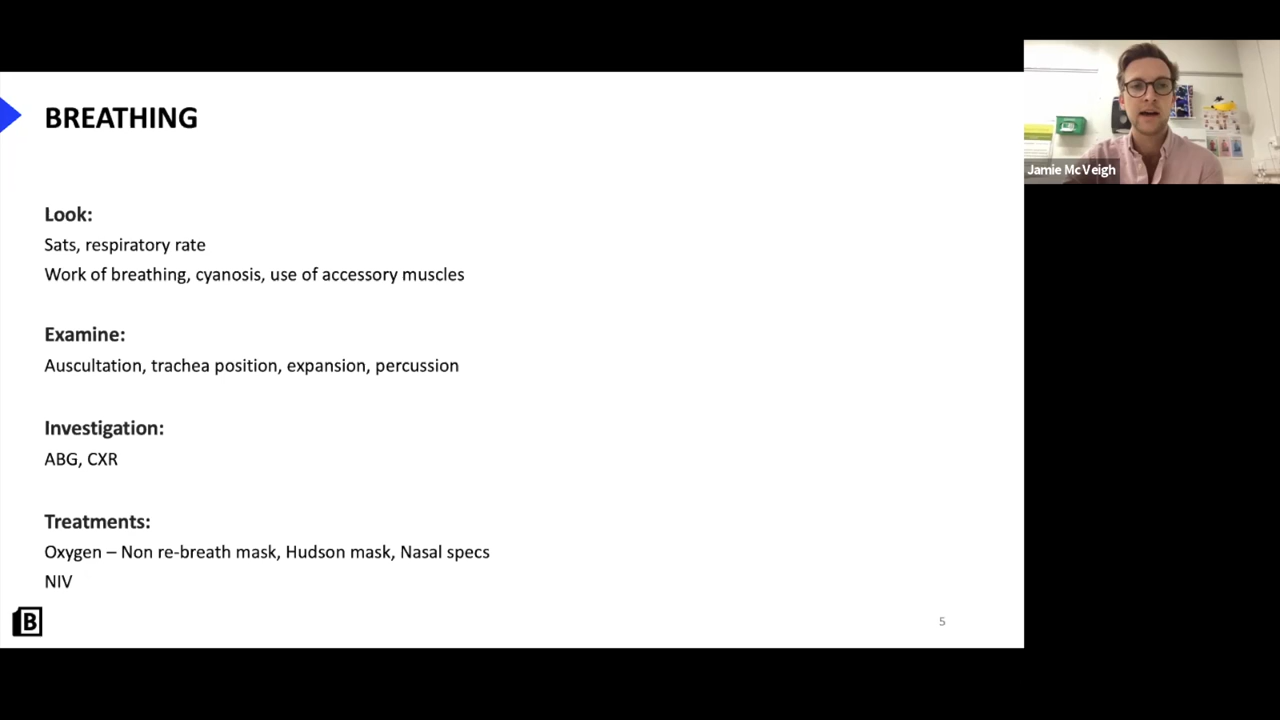 BREATHING
Look:
Sats, respiratory rate
Work of breathing, cyanosis, use of accessory muscles
Examine:
Auscultation, trachea position, expansion, percussion
Investigation:
ABG, CXR
Treatments:
Oxygen – Non re-breath mask, Hudson mask, Nasal specs
NIV
B
5
Jamie McVeigh